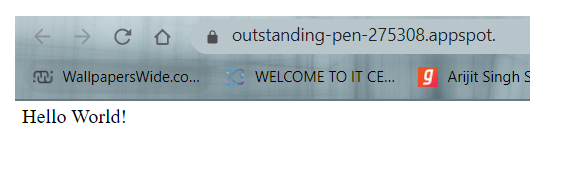 outstanding-pen-275308.appspot.
WallpapersWide.co... WELCOME TO IT CE... g Arijit Singh S
Hello World!